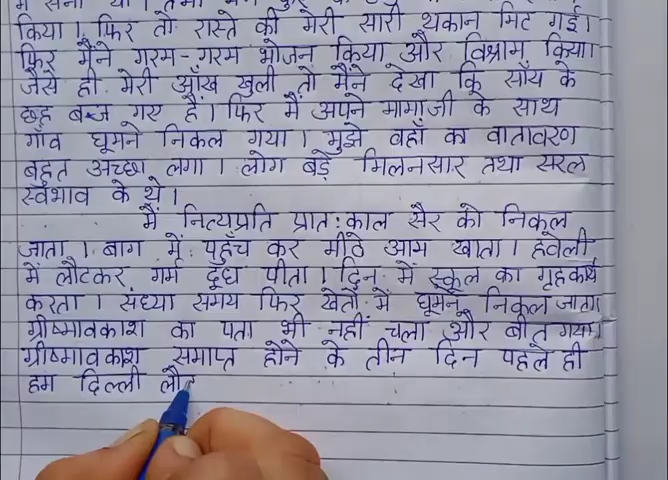 किया। फिर तो रास्ते की मेरी सारी थकान मिट गई।
फिर मैंने गरम-गरम भोजन किया और विश्राम किया।
जैसे ही मेरी आँख खुली तो मैंने देखा कि साँय के
छह बज गए हैं। फिर मैं अपने मामाजी के साथ
गाँव घूमने निकल गया। मुझे वहाँ का वातावरण
बहुत अच्छा लगा। लोग बड़े मिलनसार तथा सरल
स्वभाव के थे।
मैं नित्यप्रति प्रात:काल सैर को निकल
जाता। बाग में पहुँच कर मीठे आम खाता। हवेली
में लौटकर गर्म दूध पीता। दिन में स्कूल का गृहकार्य
करता। संध्या समय फिर खेतों में घूमने निकल जाता।
ग्रीष्मावकाश का पता भी नहीं चला और बीत गया।
ग्रीष्मावकाश समाप्त होने के तीन दिन पहले ही
हम दिल्ली लौ